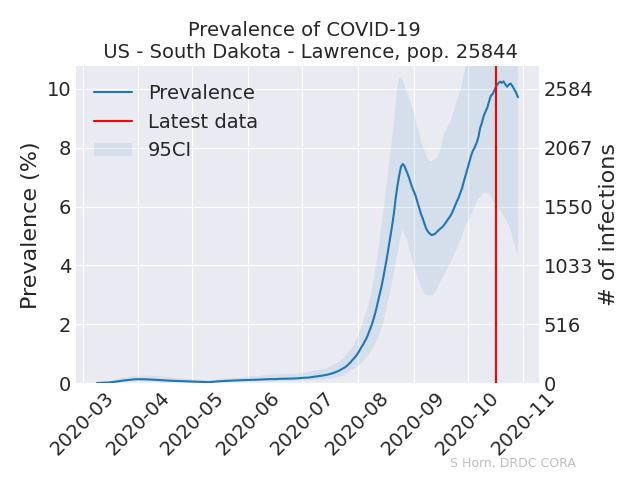 Prevalence of COVID-19
US - South Dakota - Lawrence, pop. 25844
Prevalence
Latest data
95CI
Prevalence (%)
10
8
6
4
2
0
2584
2067
1550
1033
516
0
# of infections
2020-03
2020-04
2020-05
2020-06
2020-07
2020-08
2020-09
2020-10
2020-11
S Horn, DRDC CORA